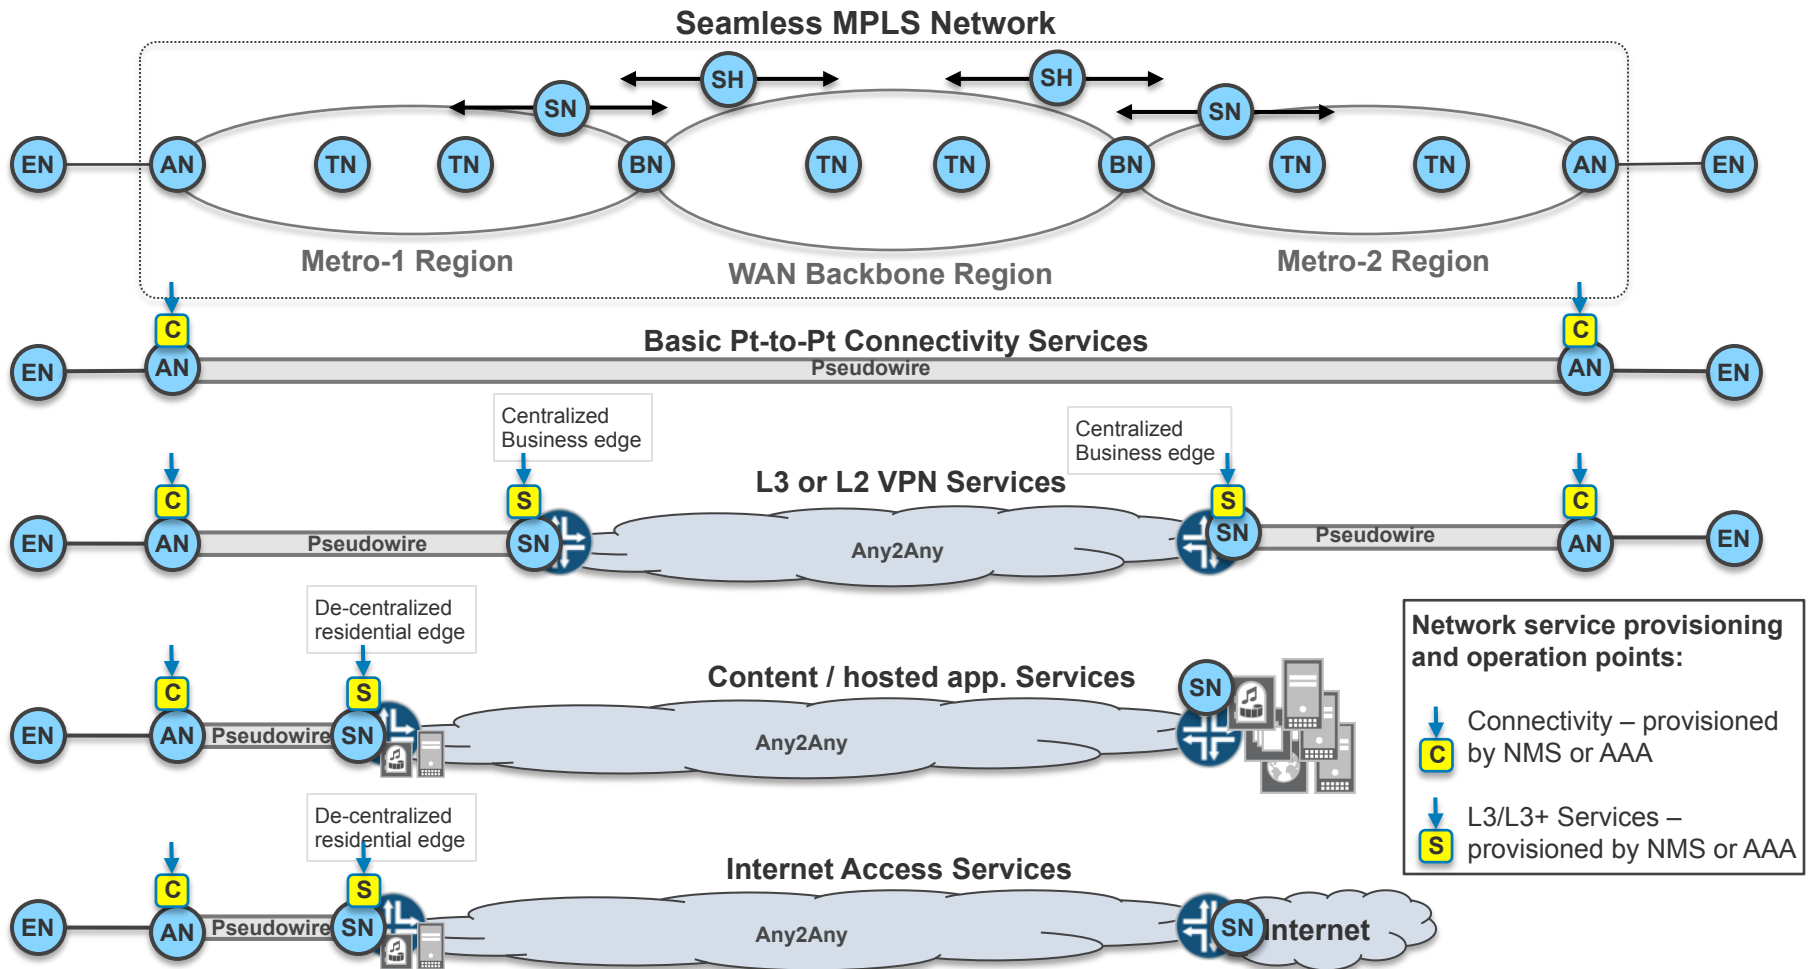 Seamless MPLS Network
SH
SH
SN
SN
EN
AN
TN
TN
BN
TN
TN
BN
TN
TN
AN
EN
Metro-1 Region
WAN Backbone Region
Metro-2 Region
C
C
Basic Pt-to-Pt Connectivity Services
EN
AN
Pseudowire
AN
EN
Centralized
Business edge
Centralized
Business edge
L3 or L2 VPN Services
C
S
S
C
EN
AN
Pseudowire
SN
Any2Any
SN
Pseudowire
AN
EN
De-centralized
residential edge
Content / hosted app. Services
C
S
SN
EN
AN
Pseudowire
SN
Any2Any
De-centralized
residential edge
Internet Access Services
C
S
EN
AN
Pseudowire
SN
Any2Any
SN
Internet
Network service provisioning
and operation points:
Connectivity – provisioned
C
by NMS or AAA
L3/L3+ Services –
S
provisioned by NMS or AAA